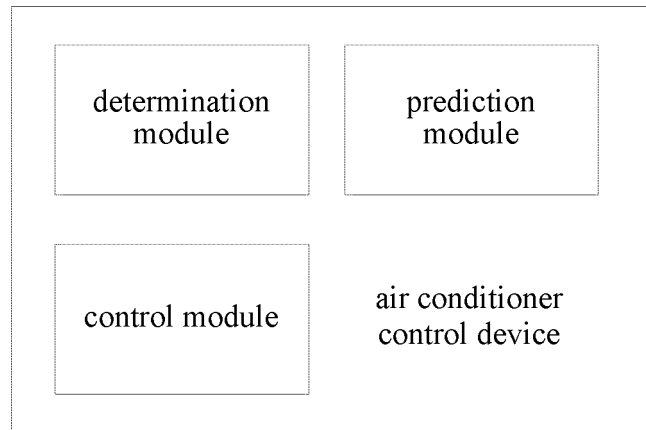 determination
module
prediction
module
control module
air conditioner
control device